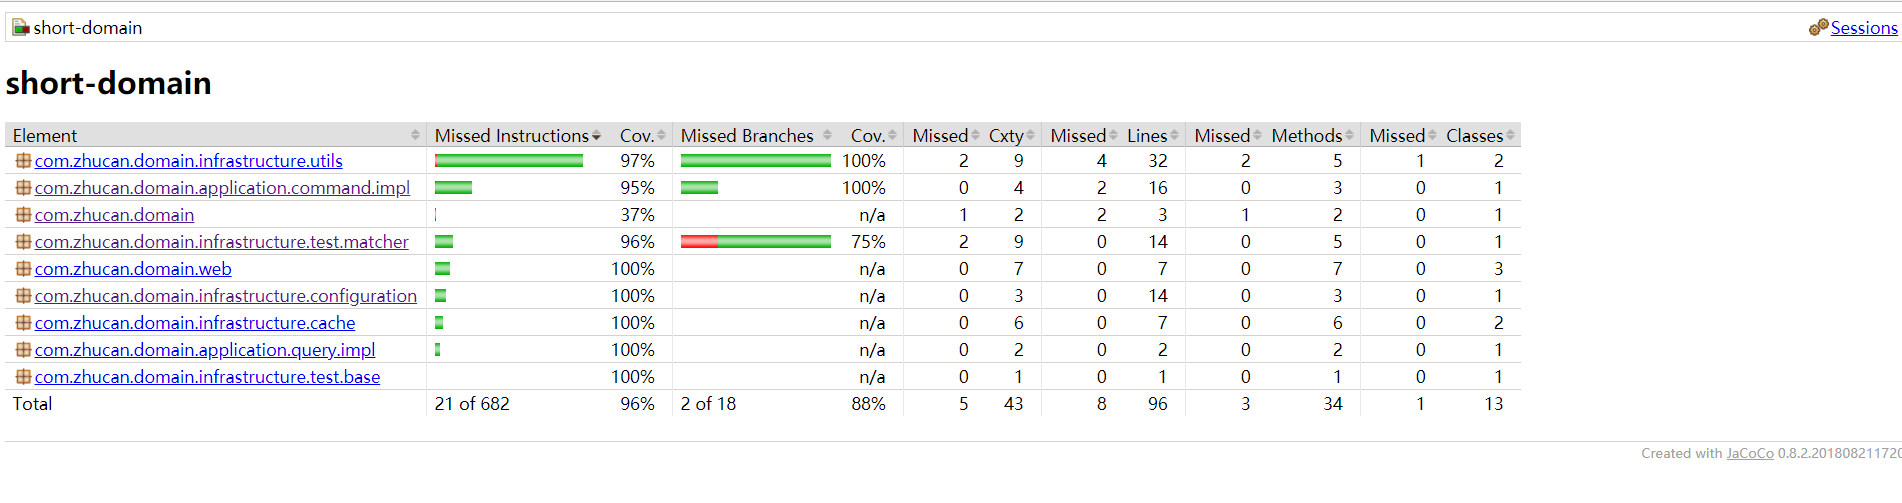 short-domain Sessions
short-domain
Element Missed Instructions Cov. Missed Branches Cov. Missed Cxty Missed Lines Missed Methods Missed Classes
com.zhucan.domain.infrastructure.utils 97% 100% 2 9 4 32 2 5 1 2
com.zhucan.domain.application.command.impl 95% 100% 0 4 2 16 0 3 0 1
com.zhucan.domain 37% n/a 1 2 2 3 1 2 0 1
com.zhucan.domain.infrastructure.test.matcher 96% 75% 2 9 0 14 0 5 0 1
com.zhucan.domain.web 100% n/a 0 7 0 7 0 7 0 3
com.zhucan.domain.infrastructure.configuration 100% n/a 0 3 0 14 0 3 0 1
com.zhucan.domain.infrastructure.cache 100% n/a 0 6 0 7 0 6 0 2
com.zhucan.domain.application.query.impl 100% n/a 0 2 0 2 0 2 0 1
com.zhucan.domain.infrastructure.test.base 100% n/a 0 1 0 1 0 1 0 1
Total 21 of 682 96% 2 of 18 88% 5 43 8 96 3 34 1 13
Created with JaCoCo 0.8.2.201808211720